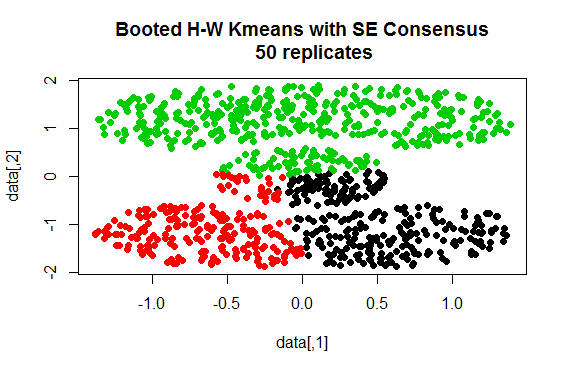 Booted H-W Kmeans with SE Consensus
50 replicates
data[,2]
2
1
0
-1
-2
-1.0
-0.5
0.0
0.5
1.0
data[,1]